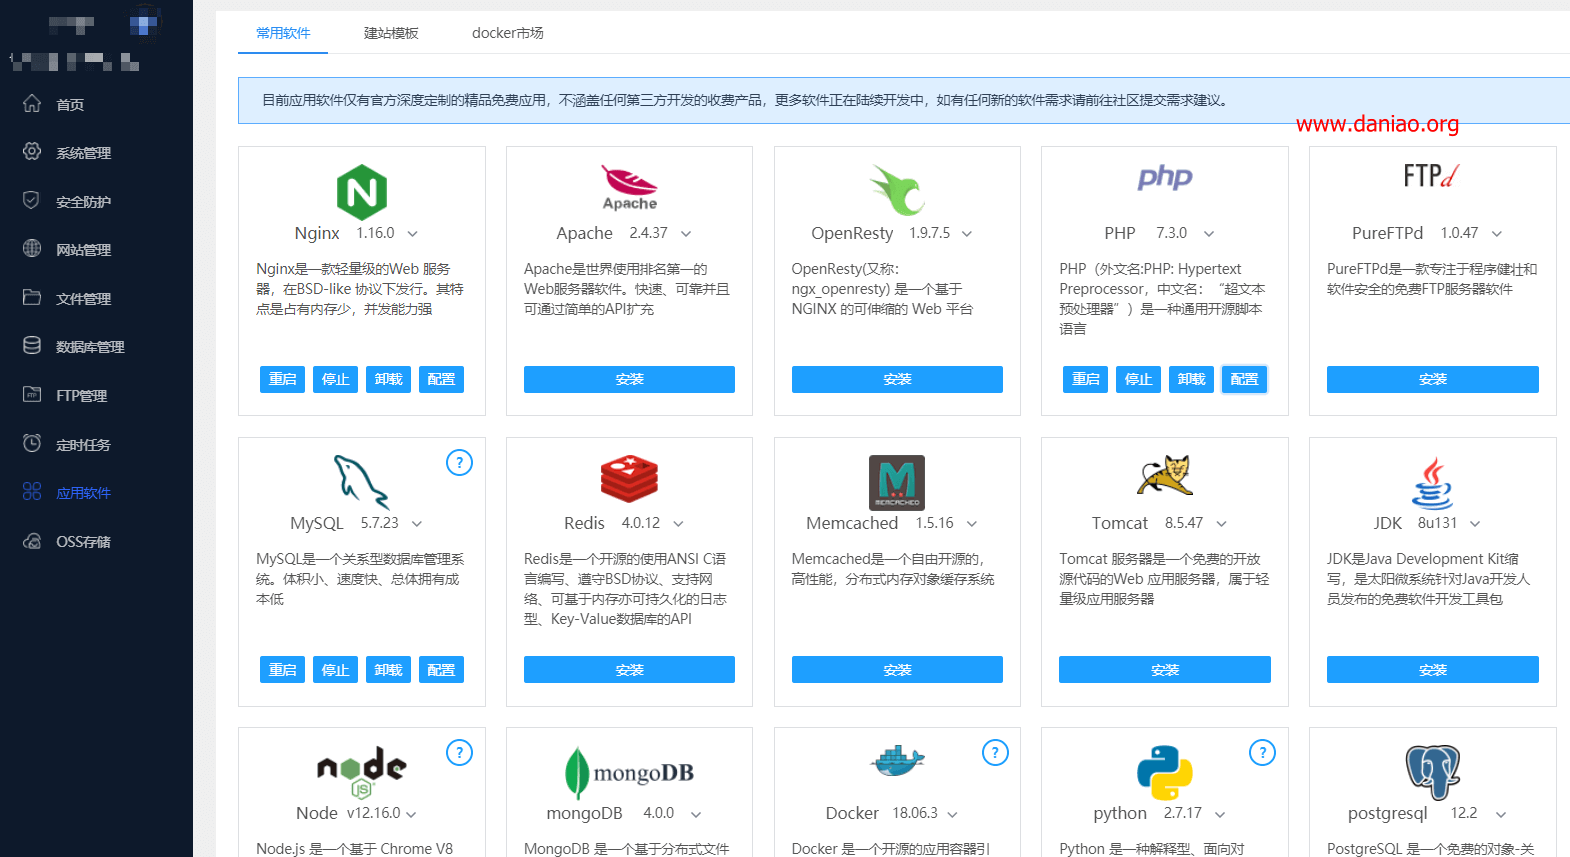 常用软件 建站模板 docker市场
目前应用软件仅有官方深度定制的精品免费应用，不涵盖任何第三方开发的收费产品，更多软件正在陆续开发中，如有任何新的软件需求请前往社区提交需求建议。
www.daniao.org
首页
系统管理
安全防护
网站管理
文件管理
数据库管理
FTP管理
定时任务
应用软件
OSS存储
Nginx 1.16.0
Nginx是一款轻量级的Web 服务
器，在BSD-like 协议下发行。其特
点是占有内存少，并发能力强
重启 停止 卸载 配置
Apache
Apache 2.4.37
Apache是世界使用排名第一的
Web服务器软件。快速、可靠并且
可通过简单的API扩充
安装
OpenResty 1.9.7.5
OpenResty(又称：
ngx_openresty) 是一个基于
NGINX 的可伸缩的 Web 平台
安装
php
PHP 7.3.0
PHP（外文名:PHP: Hypertext
Preprocessor，中文名：“超文本
预处理器”）是一种通用开源脚本
语言
重启 停止 卸载 配置
FTPd
PureFTPd 1.0.47
PureFTPd是一款专注于程序健壮和
软件安全的免费FTP服务器软件
安装
?
MySQL 5.7.23
MySQL是一个关系型数据库管理系
统。体积小、速度快、总体拥有成
本低
重启 停止 卸载 配置
Redis 4.0.12
Redis是一个开源的使用ANSI C语
言编写、遵守BSD协议、支持网
络、可基于内存亦可持久化的日志
型、Key-Value数据库的API
安装
MEMCACHED
Memcached 1.5.16
Memcached是一个自由开源的，
高性能，分布式内存对象缓存系统
安装
Tomcat 8.5.47
Tomcat 服务器是一个免费的开放
源代码的Web 应用服务器，属于轻
量级应用服务器
安装
JDK 8u131
JDK是Java Development Kit缩
写，是太阳微系统针对Java开发人
员发布的免费软件开发工具包
安装
?
node
JS
Node v12.16.0
Node.js 是一个基于 Chrome V8
mongoDB
mongoDB 4.0.0
MongoDB 是一个基于分布式文件
?
Docker 18.06.3
Docker 是一个开源的应用容器引
?
python 2.7.17
Python 是一种解释型、面向对
postgresql 12.2
PostgreSQL 是一个免费的对象-关